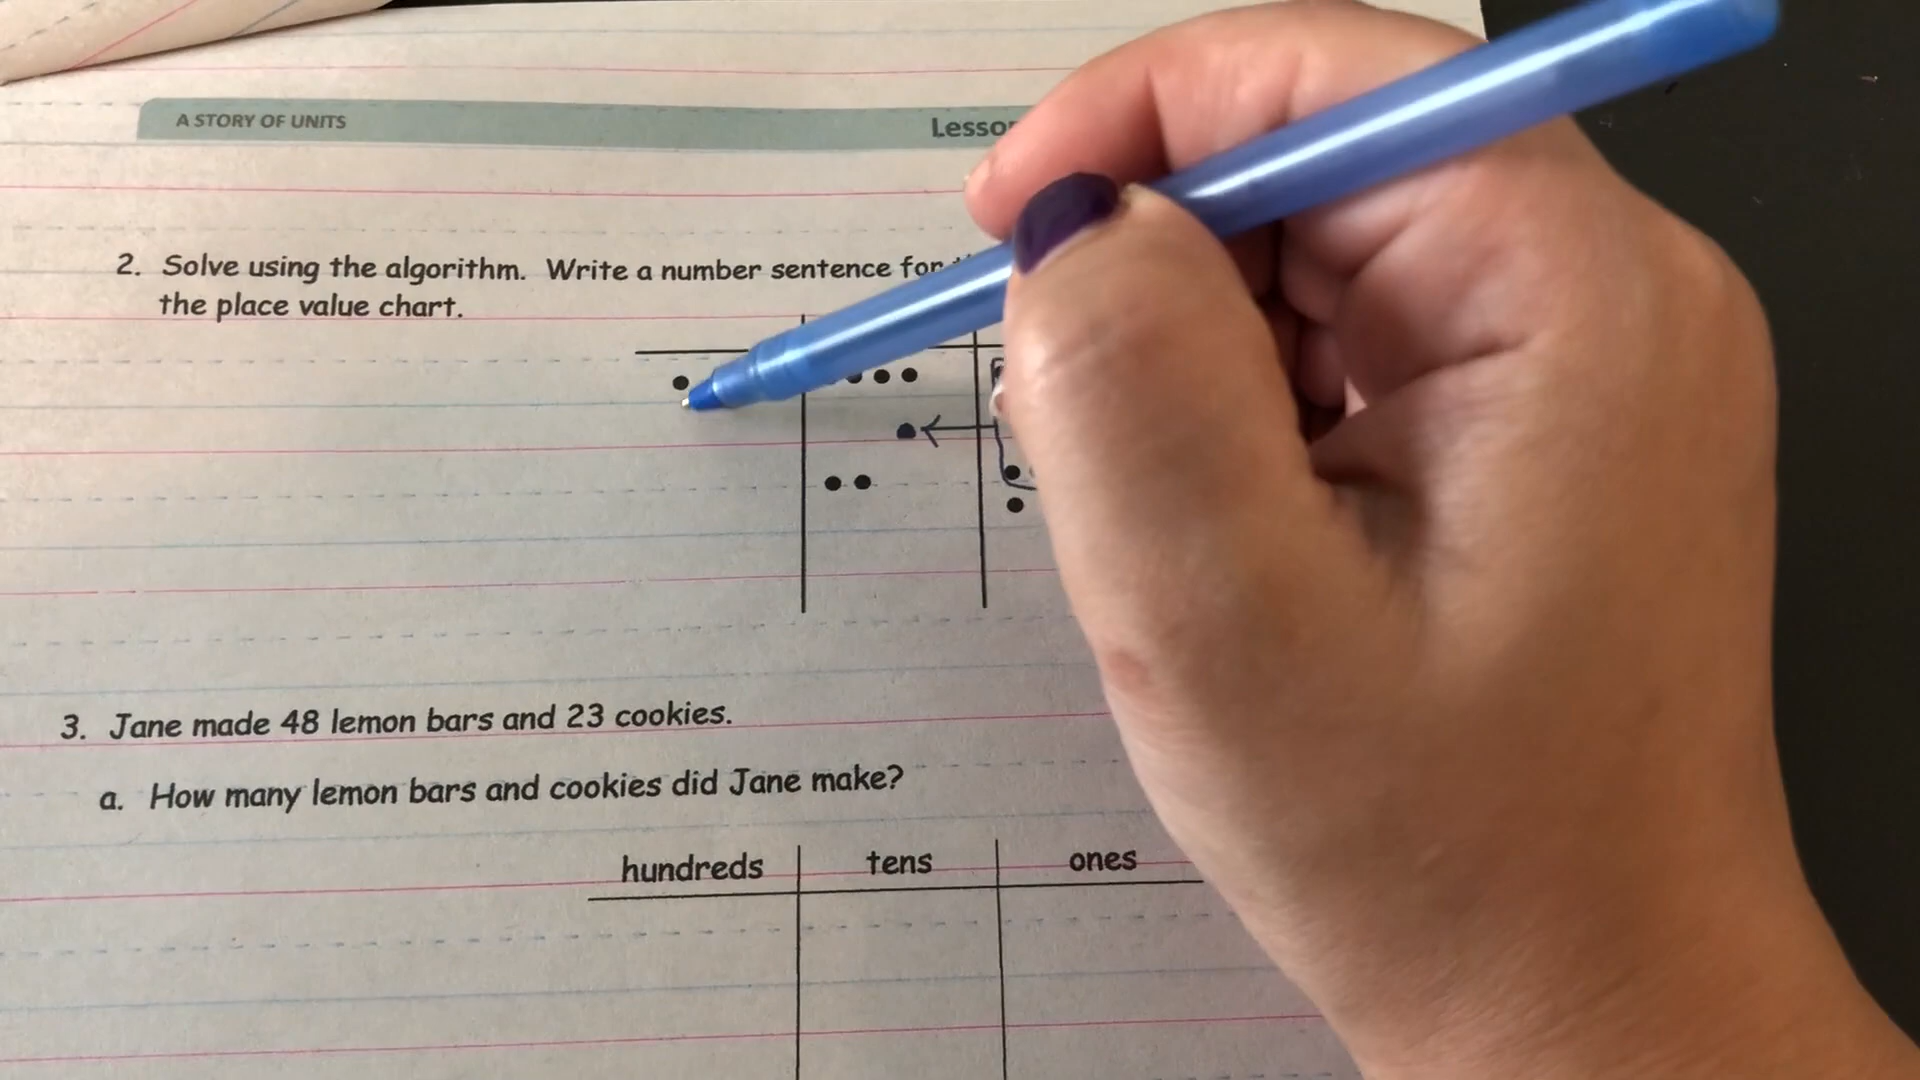 A STORY OF UNITS
2. Solve using the algorithm. Write a number sentence for
the place value chart.
3. Jane made 48 lemon bars and 23 cookies.
a. How many lemon bars and cookies did Jane make?
hundreds tens ones